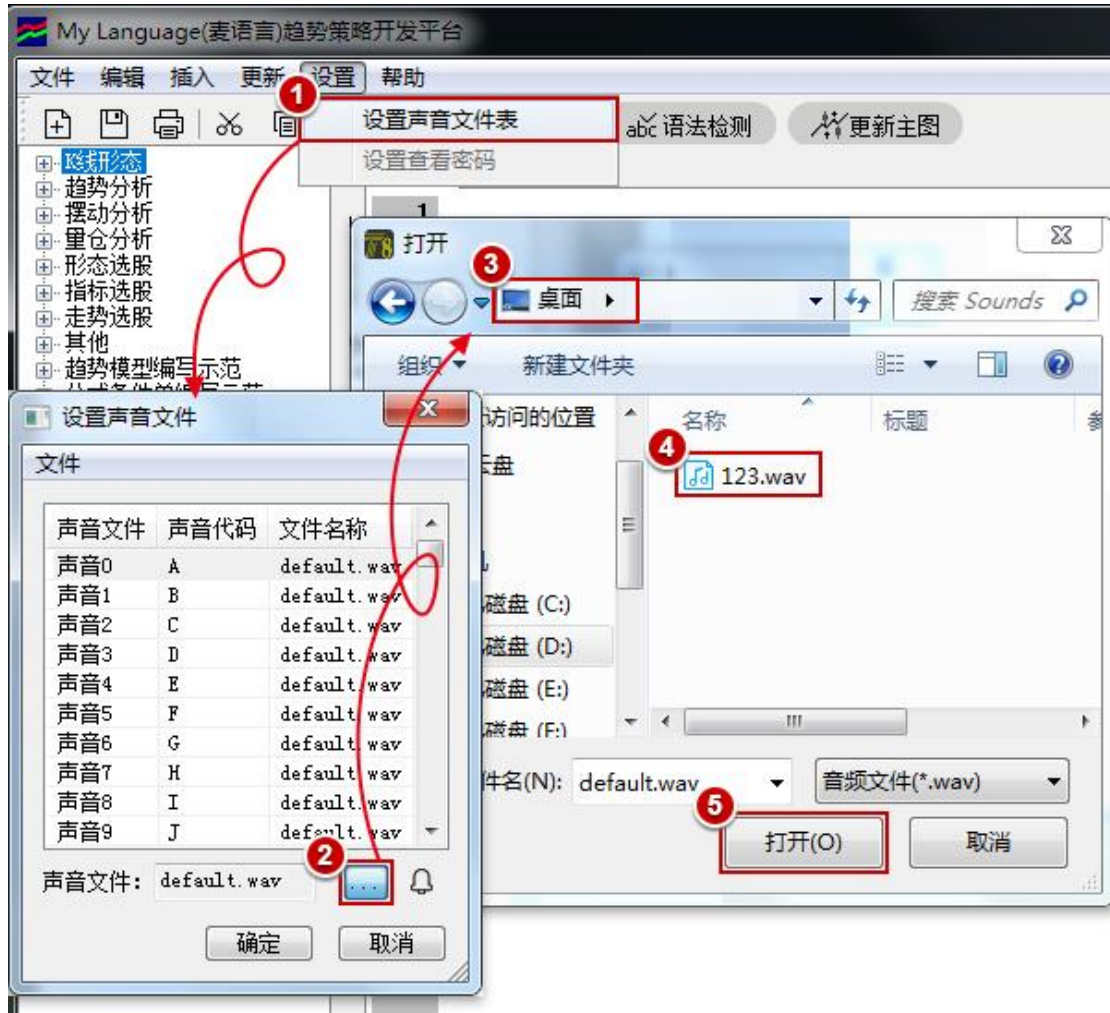 My Language(麦语言)趋势策略开发平台
文件 编辑 插入 更新 设置 帮助
1
设置声音文件表
设置查看密码
abc 语法检测 更新主图
K线形态
趋势分析
摆动分析
量仓分析
形态选股
指标选股
走势选股
其他
趋势模型编写示范
1
打开
3
桌面
搜索 Sounds
组织 新建文件夹
访问的位置
云盘
磁盘 (C:)
磁盘 (D:)
磁盘 (E:)
磁盘 (F:)
名称 标题
4
123.wav
件名(N): default.wav 音频文件(*.wav)
5
打开(O) 取消
设置声音文件
文件
声音文件 声音代码 文件名称
声音0 A default.wav
声音1 B default.wav
声音2 C default.wav
声音3 D default.wav
声音4 E default.wav
声音5 F default.wav
声音6 G default.wav
声音7 H default.wav
声音8 I default.wav
声音9 J default.wav
2
声音文件: default.wav ...
确定 取消